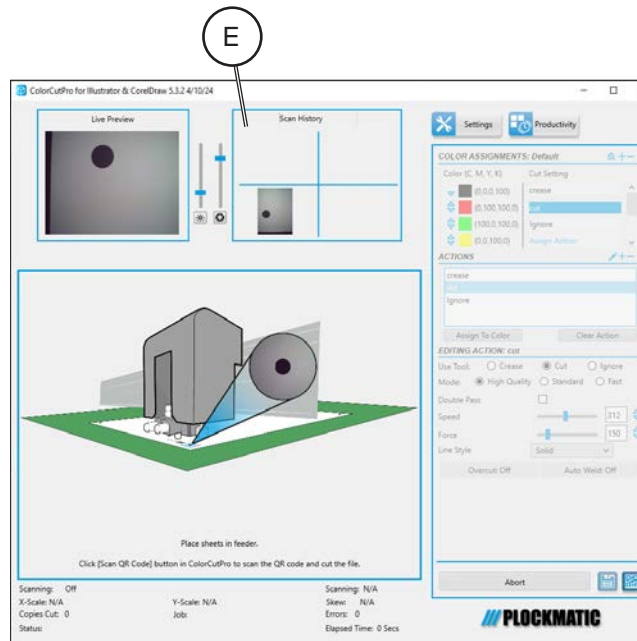 E
ColorCutPro for Illustrator & CorelDraw 5.3.2 4/10/24
Live Preview
Scan History
Settings
Productivity
COLOR ASSIGNMENTS: Default
Color (C, M, Y, K) Cut Setting
(0,0,0,100) crease
(0,100,100,0) cut
(100,0,100,0) Ignore
(0,0,100,0) Assign Action
ACTIONS
crease
cut
Ignore
Assign To Color Clear Action
EDITING ACTION: cut
Use Tool: Crease Cut Ignore
Mode: High Quality Standard Fast
Double Pass
Speed 312
Force 150
Line Style Solid
Overcut: Off Auto Weld: Off
Place sheets in feeder.
Click [Scan QR Code] button in ColorCutPro to scan the QR code and cut the file.
Abort
Scanning: Off Scanning: N/A
X-Scale: N/A Y-Scale: N/A Skew: N/A
Copies Cut: 0 Job: Errors: 0
Status: Elapsed Time: 0 Secs
PLOCKMATIC